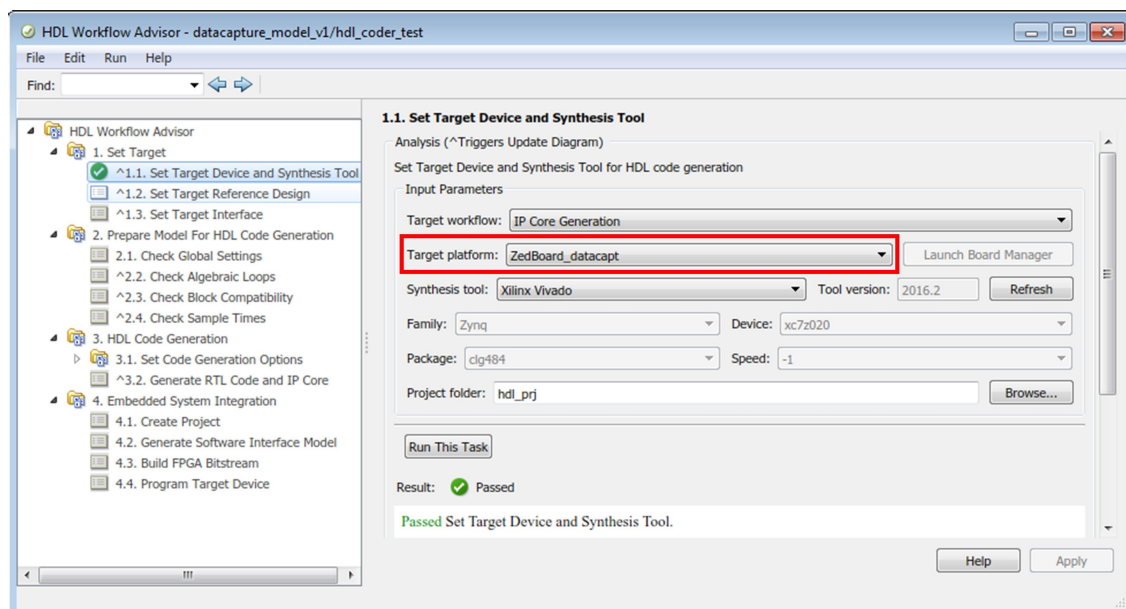 HDL Workflow Advisor - datacapture_model_v1/hdl_coder_test
File Edit Run Help
Find:
HDL Workflow Advisor
1. Set Target
^1.1. Set Target Device and Synthesis Tool
^1.2. Set Target Reference Design
^1.3. Set Target Interface
2. Prepare Model For HDL Code Generation
2.1. Check Global Settings
^2.2. Check Algebraic Loops
^2.3. Check Block Compatibility
^2.4. Check Sample Times
3. HDL Code Generation
3.1. Set Code Generation Options
^3.2. Generate RTL Code and IP Core
4. Embedded System Integration
4.1. Create Project
4.2. Generate Software Interface Model
4.3. Build FPGA Bitstream
4.4. Program Target Device
1.1. Set Target Device and Synthesis Tool
Analysis (^Triggers Update Diagram)
Set Target Device and Synthesis Tool for HDL code generation
Input Parameters
Target workflow: IP Core Generation
Target platform: ZedBoard_datacapt Launch Board Manager
Synthesis tool: Xilinx Vivado Tool version: 2016.2 Refresh
Family: Zynq Device: xc7z020
Package: clg484 Speed: -1
Project folder: hdl_prj Browse...
Run This Task
Result: Passed
Passed Set Target Device and Synthesis Tool.
Help Apply